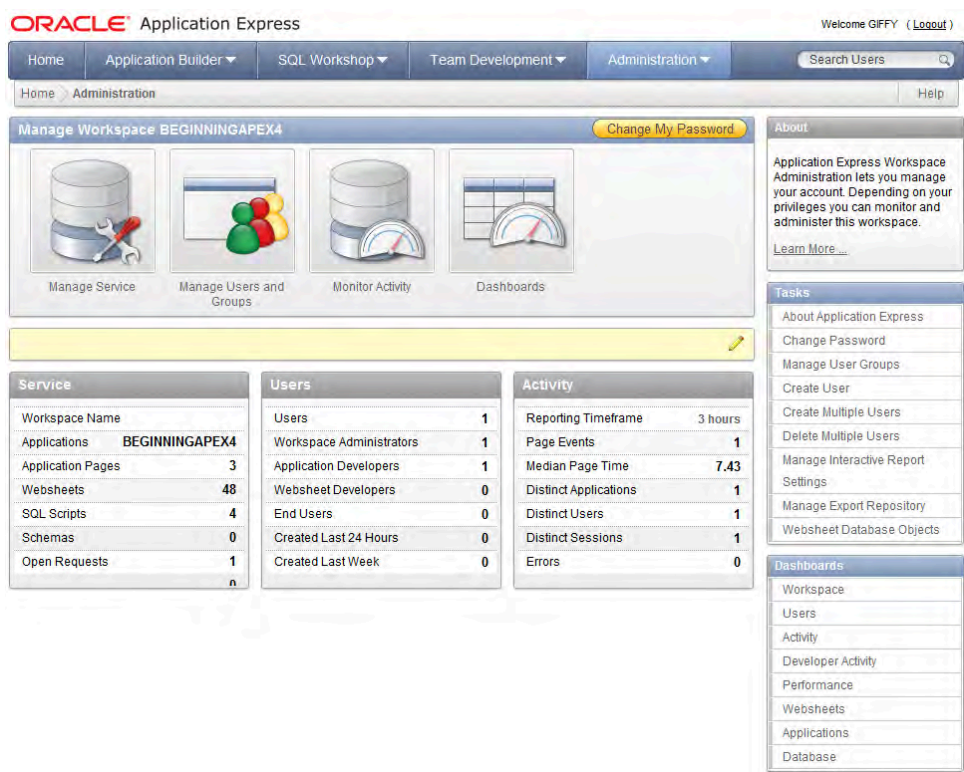 ORACLE Application Express
Welcome GIFFY ( Logout )
Home Application Builder SQL Workshop Team Development Administration Search Users
Home Administration Help
Manage Workspace BEGINNINGAPEX4 Change My Password
Manage Service
Manage Users and Groups
Monitor Activity
Dashboards
Service
Workspace Name
Applications BEGINNINGAPEX4
Application Pages 3
Websheets 48
SQL Scripts 4
Schemas 0
Open Requests 1
0
Users
Users 1
Workspace Administrators 1
Application Developers 1
Websheet Developers 0
End Users 0
Created Last 24 Hours 0
Created Last Week 0
Activity
Reporting Timeframe 3 hours
Page Events 1
Median Page Time 7.43
Distinct Applications 1
Distinct Users 1
Distinct Sessions 1
Errors 0
About
Application Express Workspace
Administration lets you manage
your account. Depending on your
privileges you can monitor and
administer this workspace.
Learn More ...
Tasks
About Application Express
Change Password
Manage User Groups
Create User
Create Multiple Users
Delete Multiple Users
Manage Interactive Report
Settings
Manage Export Repository
Websheet Database Objects
Dashboards
Workspace
Users
Activity
Developer Activity
Performance
Websheets
Applications
Database